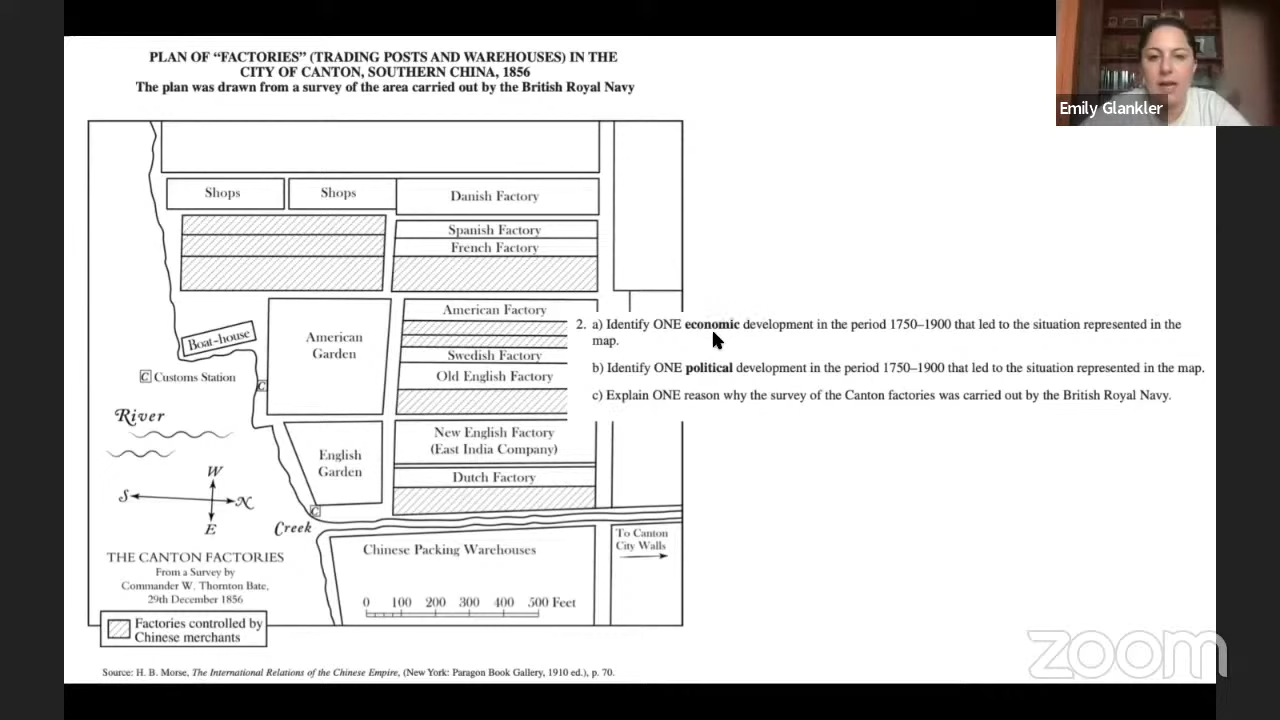 Emily Glankler
PLAN OF “FACTORIES” (TRADING POSTS AND WAREHOUSES) IN THE
CITY OF CANTON, SOUTHERN CHINA, 1856
The plan was drawn from a survey of the area carried out by the British Royal Navy
Shops
Shops
Danish Factory
Spanish Factory
French Factory
American Factory
American
Garden
Boat-house
Swedish Factory
Old English Factory
C Customs Station
C
River
New English Factory
(East India Company)
English
Garden
Dutch Factory
W
S
N
E
C
Creek
To Canton
City Walls
Chinese Packing Warehouses
THE CANTON FACTORIES
From a Survey by
Commander W. Thornton Bate,
29th December 1856
0 100 200 300 400 500 Feet
Factories controlled by
Chinese merchants
Source: H. B. Morse, The International Relations of the Chinese Empire, (New York: Paragon Book Gallery, 1910 ed.), p. 70.
2. a) Identify ONE economic development in the period 1750–1900 that led to the situation represented in the
map.
b) Identify ONE political development in the period 1750–1900 that led to the situation represented in the map.
c) Explain ONE reason why the survey of the Canton factories was carried out by the British Royal Navy.
zoom